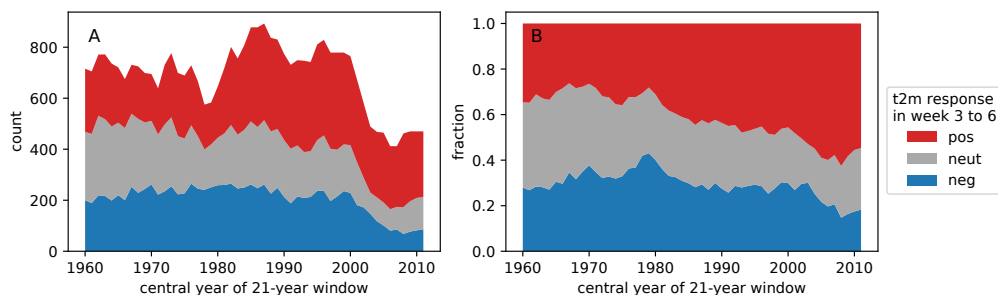 A
count
800
600
400
200
0
1960 1970 1980 1990 2000 2010
central year of 21-year window
B
fraction
1.0
0.8
0.6
0.4
0.2
0.0
1960 1970 1980 1990 2000 2010
central year of 21-year window
t2m response
in week 3 to 6
pos
neut
neg